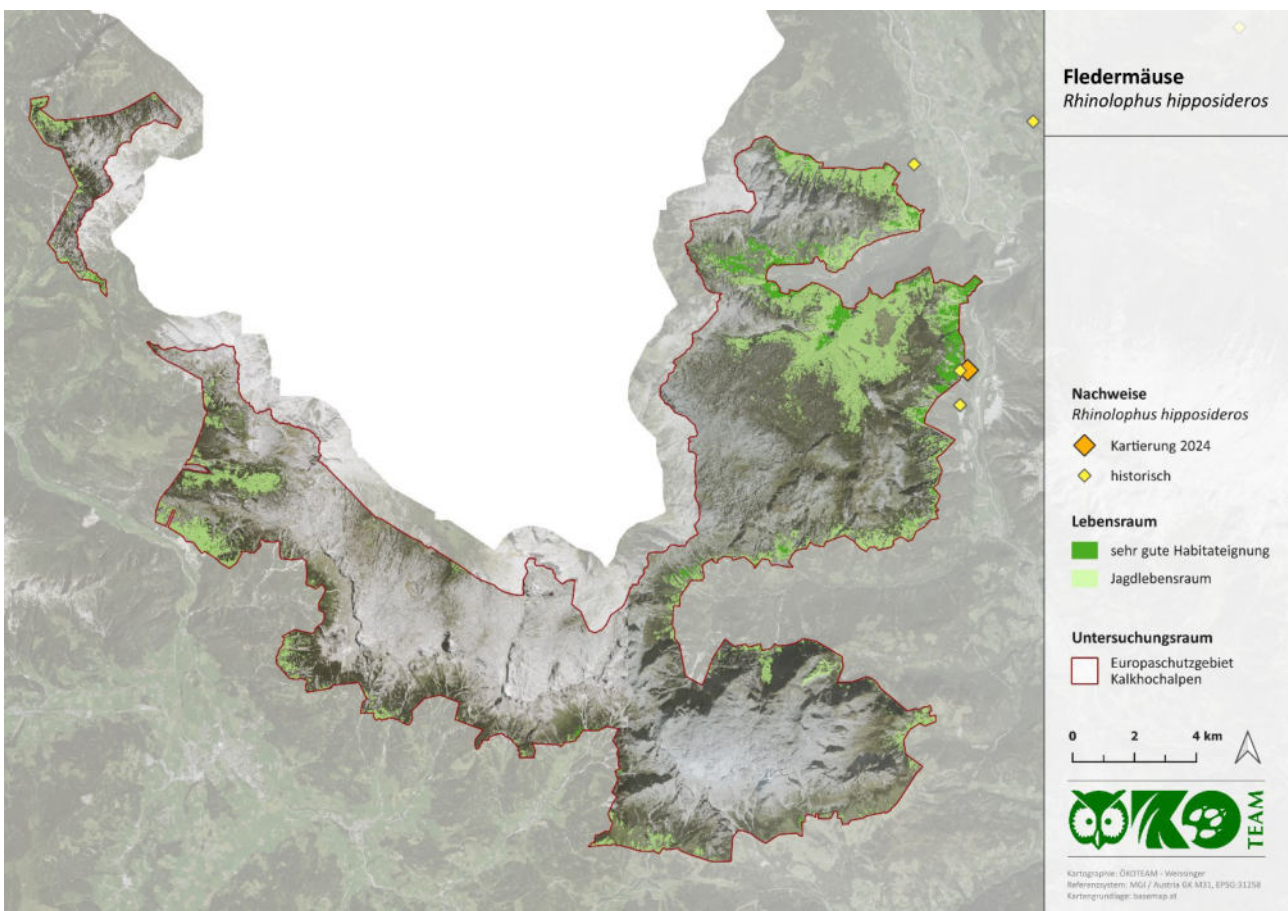 Fledermäuse
Rhinolophus hipposideros
Nachweise
Rhinolophus hipposideros
Kartierung 2024
historisch
Lebensraum
sehr gute Habitateignung
Jagdlebensraum
Untersuchungsraum
Europaschutzgebiet
Kalkhochalpen
0 2 4 km
ÖKO
TEAM
Kartographie: ÖKOTEAM - Weissinger
Referenzsystem: MGI / Austria GK M31, EPSG:31258
Kartengrundlage: basemap.at